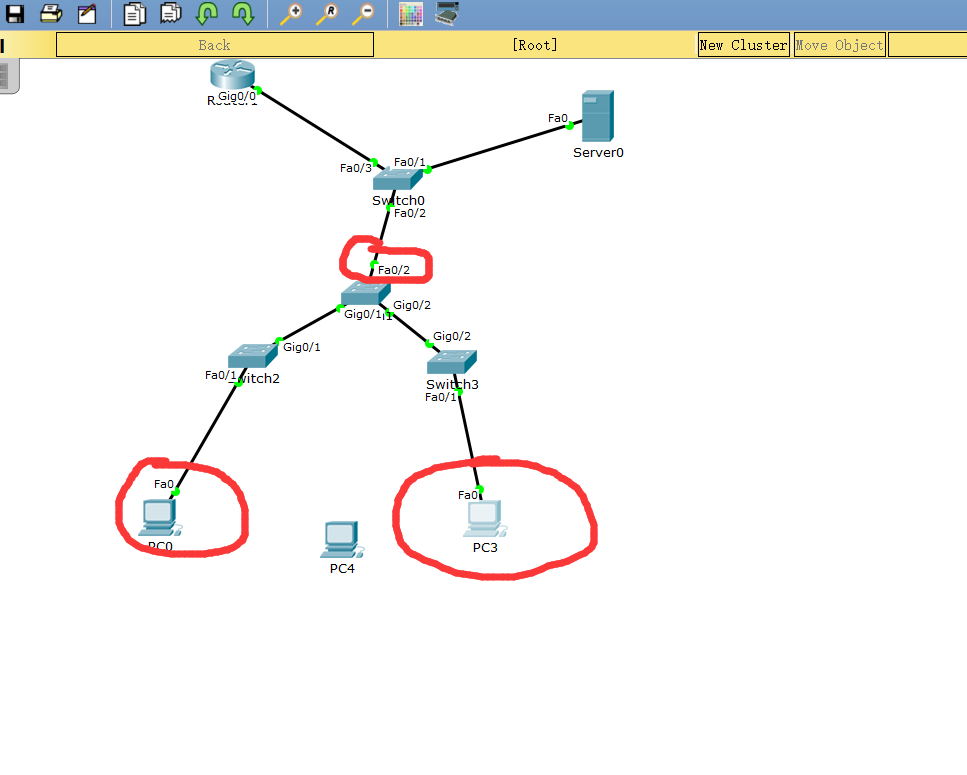 Back
[Root]
New Cluster
Move Object
Gig0/0
Fa0
Server0
Fa0/3
Fa0/1
Switch0
Fa0/2
Fa0/2
Gig0/2
Gig0/1
Gig0/1
Gig0/2
Fa0/1
Switch3
Fa0/1
Fa0
Fa0
PC0
PC3
PC4